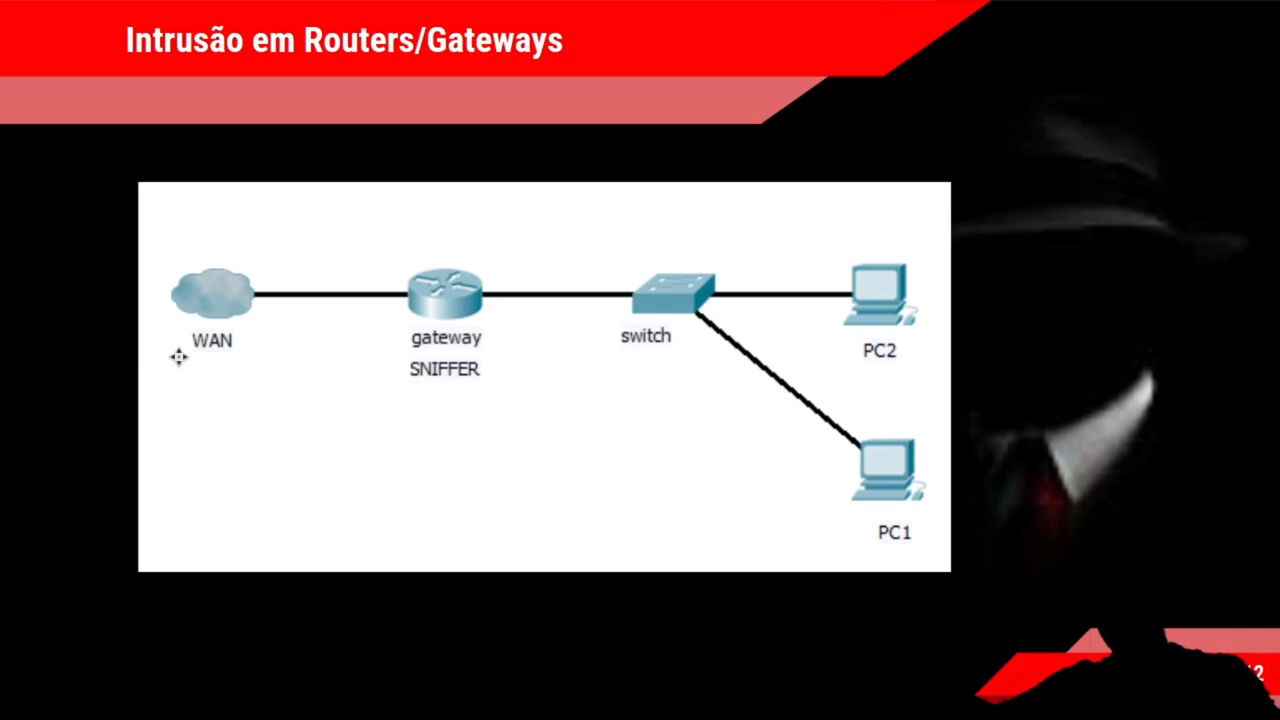 Intrusão em Routers/Gateways
WAN
gateway
SNIFFER
switch
PC2
PC1